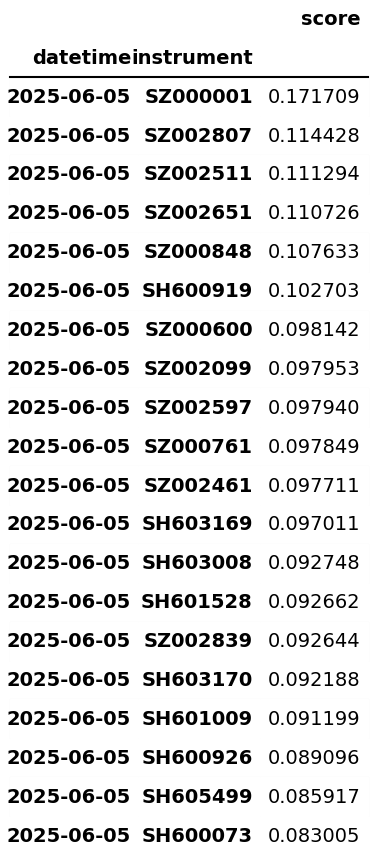 score
datetime instrument
2025-06-05 SZ000001 0.171709
2025-06-05 SZ002807 0.114428
2025-06-05 SZ002511 0.111294
2025-06-05 SZ002651 0.110726
2025-06-05 SZ000848 0.107633
2025-06-05 SH600919 0.102703
2025-06-05 SZ000600 0.098142
2025-06-05 SZ002099 0.097953
2025-06-05 SZ002597 0.097940
2025-06-05 SZ000761 0.097849
2025-06-05 SZ002461 0.097711
2025-06-05 SH603169 0.097011
2025-06-05 SH603008 0.092748
2025-06-05 SH601528 0.092662
2025-06-05 SZ002839 0.092644
2025-06-05 SH603170 0.092188
2025-06-05 SH601009 0.091199
2025-06-05 SH600926 0.089096
2025-06-05 SH605499 0.085917
2025-06-05 SH600073 0.083005